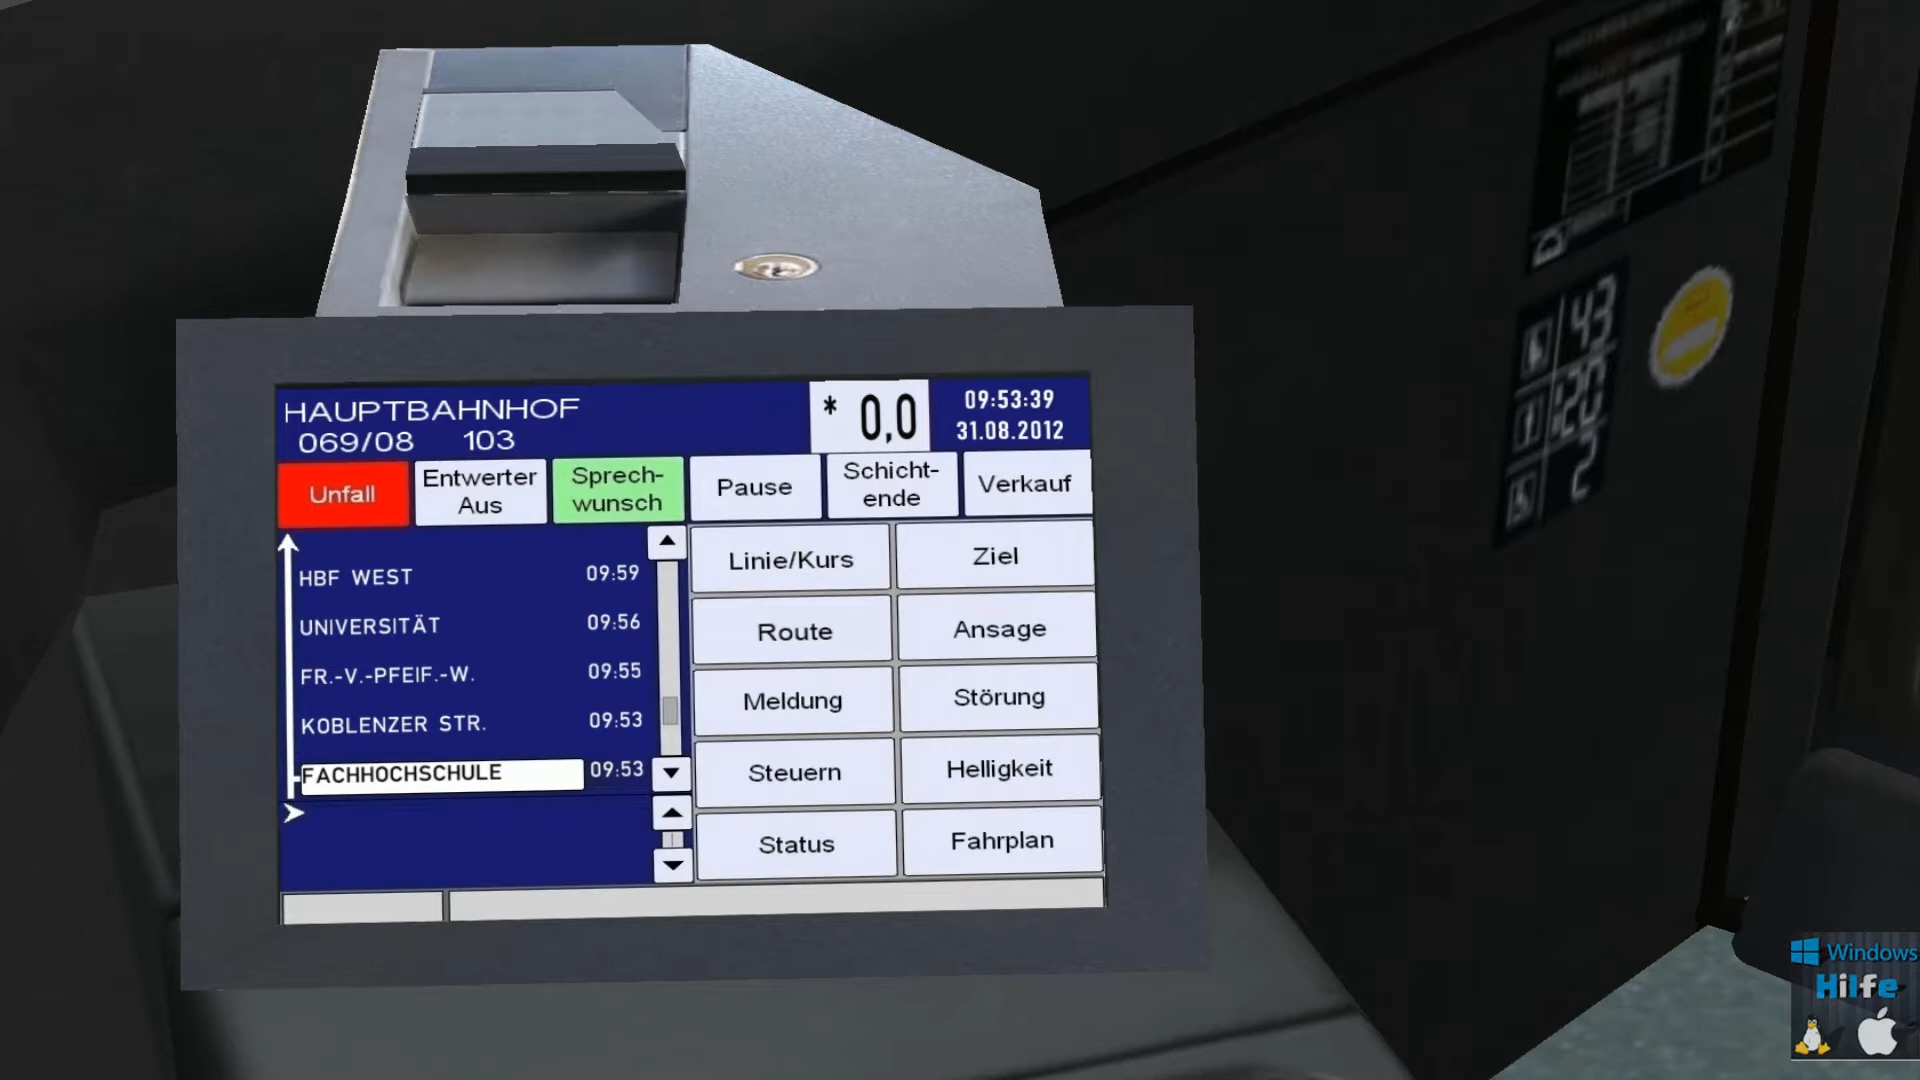 HAUPTBAHNHOF
069/08 103
* 0,0
09:53:39
31.08.2012
Unfall
Entwerter
Aus
Sprech-
wunsch
Pause
Schicht-
ende
Verkauf
HBF WEST 09:59
UNIVERSITÄT 09:56
FR.-V.-PFEIF.-W. 09:55
KOBLENZER STR. 09:53
FACHHOCHSCHULE 09:53
Linie/Kurs
Ziel
Route
Ansage
Meldung
Störung
Steuern
Helligkeit
Status
Fahrplan
43
Windows
Hilfe